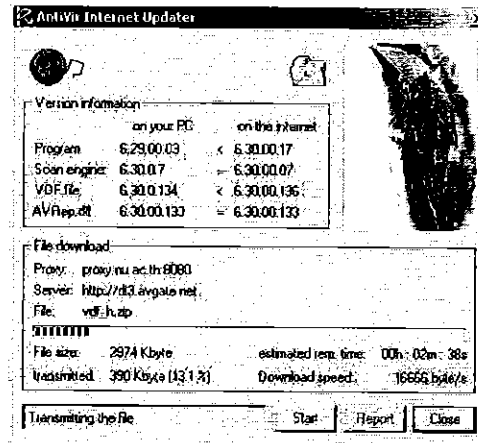 AntiVir Internet Updater
Version information
on your PC on the internet
Program: 6.29.00.03 < 6.30.00.17
Scan engine: 6.30.0.7 = 6.30.00.07
VDF file: 6.30.0.134 < 6.30.00.136
AVRep.dll: 6.30.00.133 = 6.30.00.133
File download
Proxy: proxy.nu.ac.th:8080
Server: http://dl3.avgate.net
File: vdf_h.zip
File size: 2974 Kbyte estimated rem. time: 00h : 02m : 38s
transmitted: 390 Kbyte (13.1 %) Download speed: 16666 byte/s
Transmitting the file Start Report Close